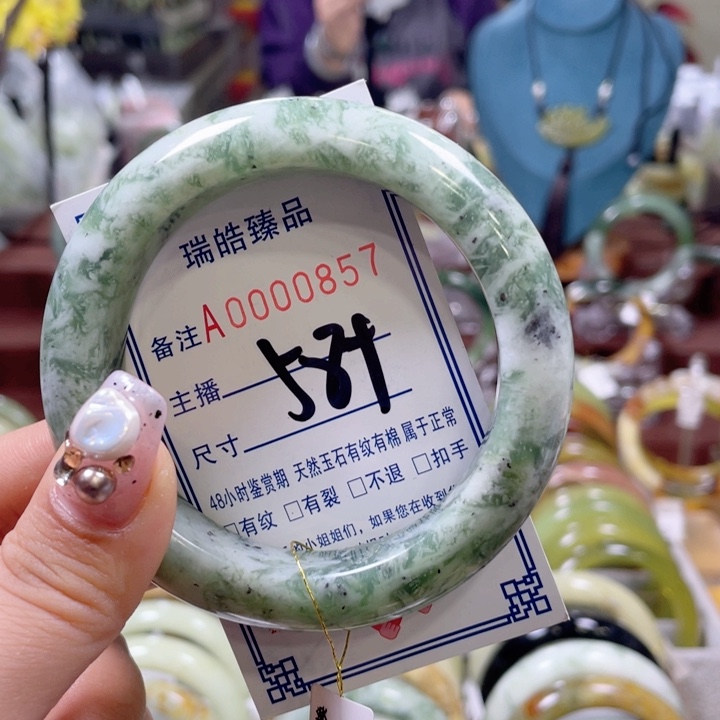 瑞皓臻品
备注A0000857
主播
尺寸
48小时鉴赏期 天然玉石有纹有棉 属于正常
□有纹 □有裂 □不退 □扣手
小姐姐们，如果您在收到